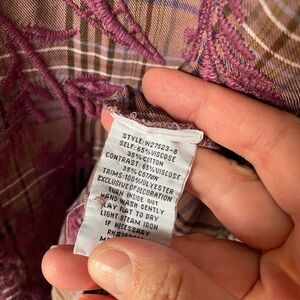 STYLE:W27523-8
SELF: 65%VISCOSE
35%COTTON
CONTRAST: 65%VISCOSE
35%COTTON
TRIMS:100%POLYESTER
EXCLUSIVE OF DECORATION
TURN INSIDE OUT
HAND WASH GENTLY
LAY FLAT TO DRY
LIGHT STEAM IRON
IF NECESSARY